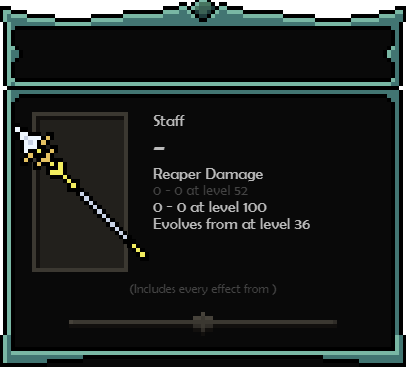 Staff
–
Reaper Damage
0 - 0 at level 52
0 - 0 at level 100
Evolves from at level 36
(Includes every effect from )